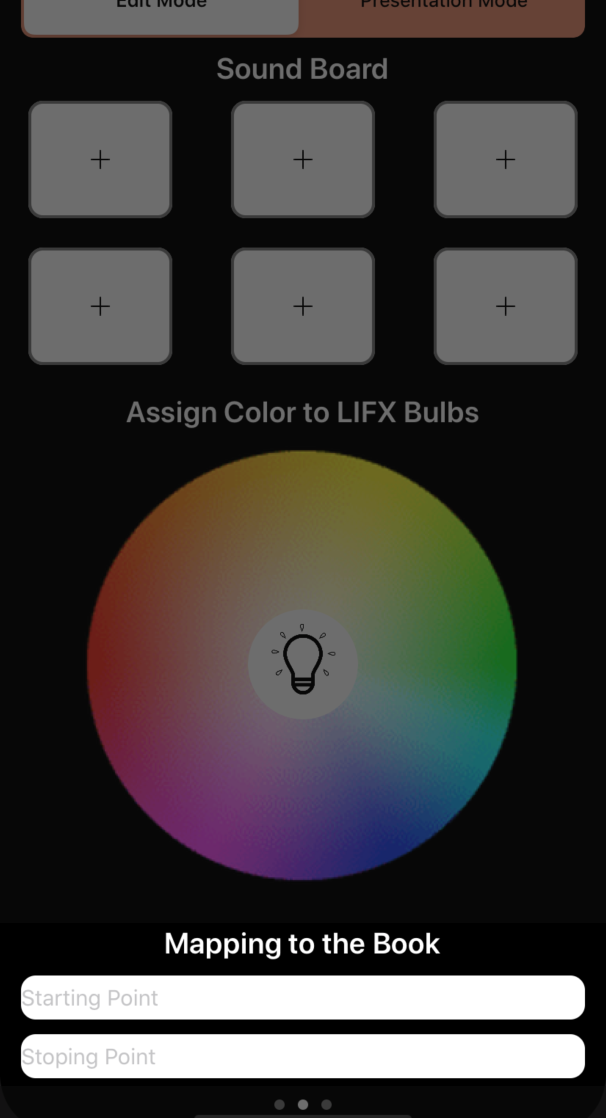 Edit Mode
Presentation Mode
Sound Board
+ + +
+ + +
Assign Color to LIFX Bulbs
Mapping to the Book
Starting Point
Stoping Point